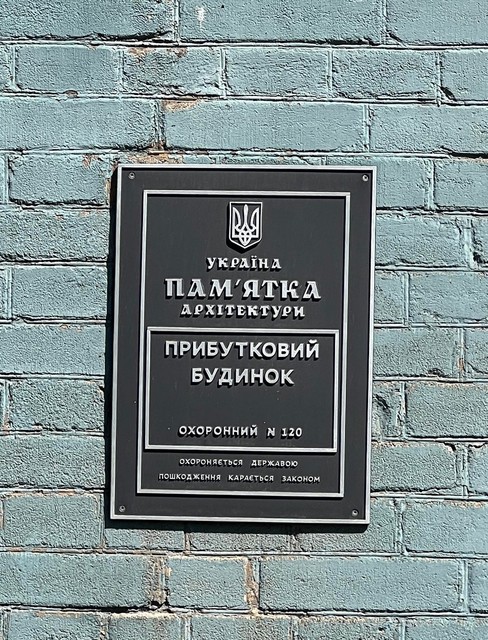 УКРАЇНА
ПАМ'ЯТКА
АРХІТЕКТУРИ
ПРИБУТКОВИЙ
БУДИНОК
ОХОРОННИЙ N 120
ОХОРОНЯЄТЬСЯ ДЕРЖАВОЮ
ПОШКОДЖЕННЯ КАРАЄТЬСЯ ЗАКОНОМ